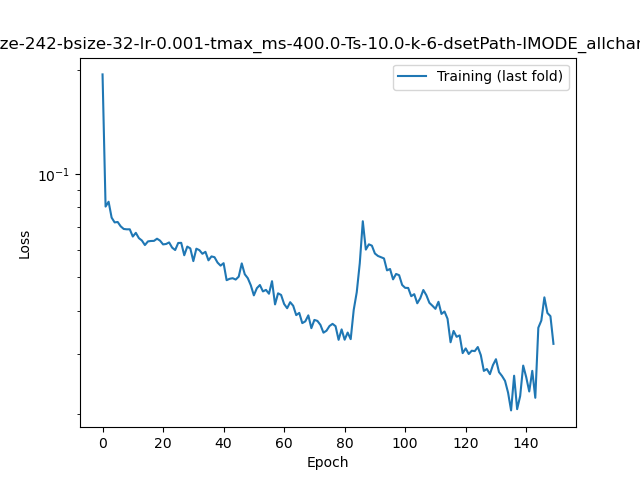 ze-242-bsize-32-lr-0.001-tmax_ms-400.0-Ts-10.0-k-6-dsetPath-IMODE_allchar
Training (last fold)
10⁻¹
Loss
0 20 40 60 80 100 120 140
Epoch